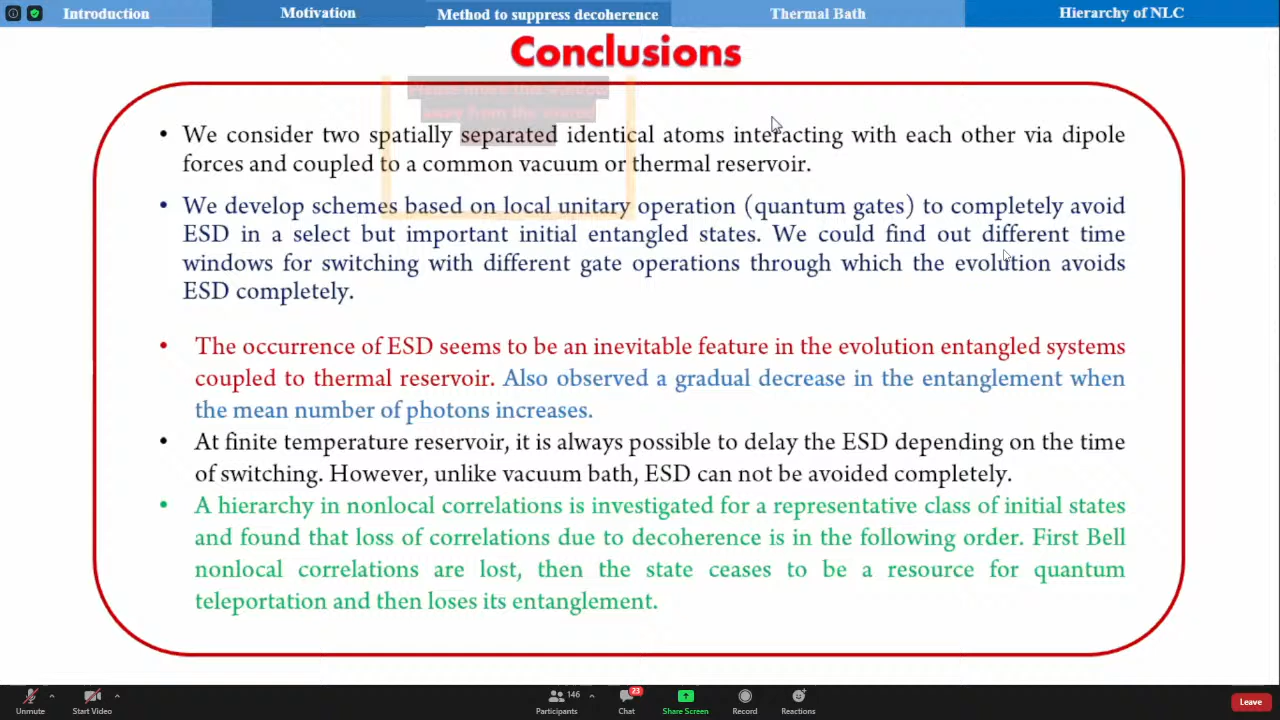 Introduction
Motivation
Method to suppress decoherence
Thermal Bath
Hierarchy of NLC
Conclusions
• We consider two spatially separated identical atoms interacting with each other via dipole
forces and coupled to a common vacuum or thermal reservoir.
• We develop schemes based on local unitary operation (quantum gates) to completely avoid
ESD in a select but important initial entangled states. We could find out different time
windows for switching with different gate operations through which the evolution avoids
ESD completely.
• The occurrence of ESD seems to be an inevitable feature in the evolution entangled systems
coupled to thermal reservoir. Also observed a gradual decrease in the entanglement when
the mean number of photons increases.
• At finite temperature reservoir, it is always possible to delay the ESD depending on the time
of switching. However, unlike vacuum bath, ESD can not be avoided completely.
• A hierarchy in nonlocal correlations is investigated for a representative class of initial states
and found that loss of correlations due to decoherence is in the following order. First Bell
nonlocal correlations are lost, then the state ceases to be a resource for quantum
teleportation and then loses its entanglement.
Unmute
Start Video
146
Participants
23
Chat
Share Screen
Record
Reactions
Leave